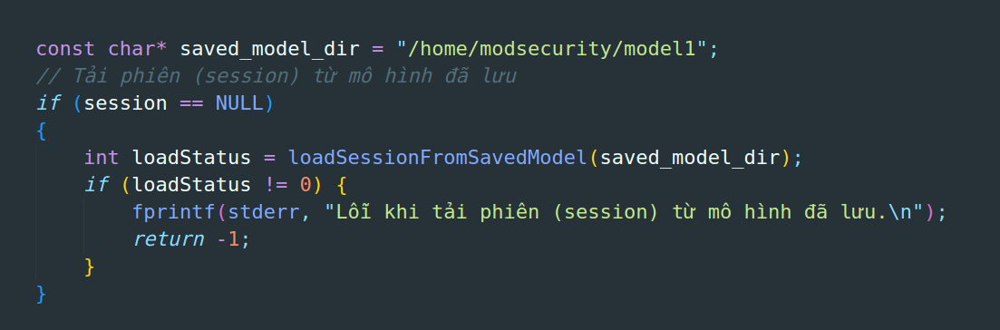 const char* saved_model_dir = "/home/modsecurity/model1";
// Tải phiên (session) từ mô hình đã lưu
if (session == NULL)
{
    int loadStatus = loadSessionFromSavedModel(saved_model_dir);
    if (loadStatus != 0) {
        fprintf(stderr, "Lỗi khi tải phiên (session) từ mô hình đã lưu.\n");
        return -1;
    }
}